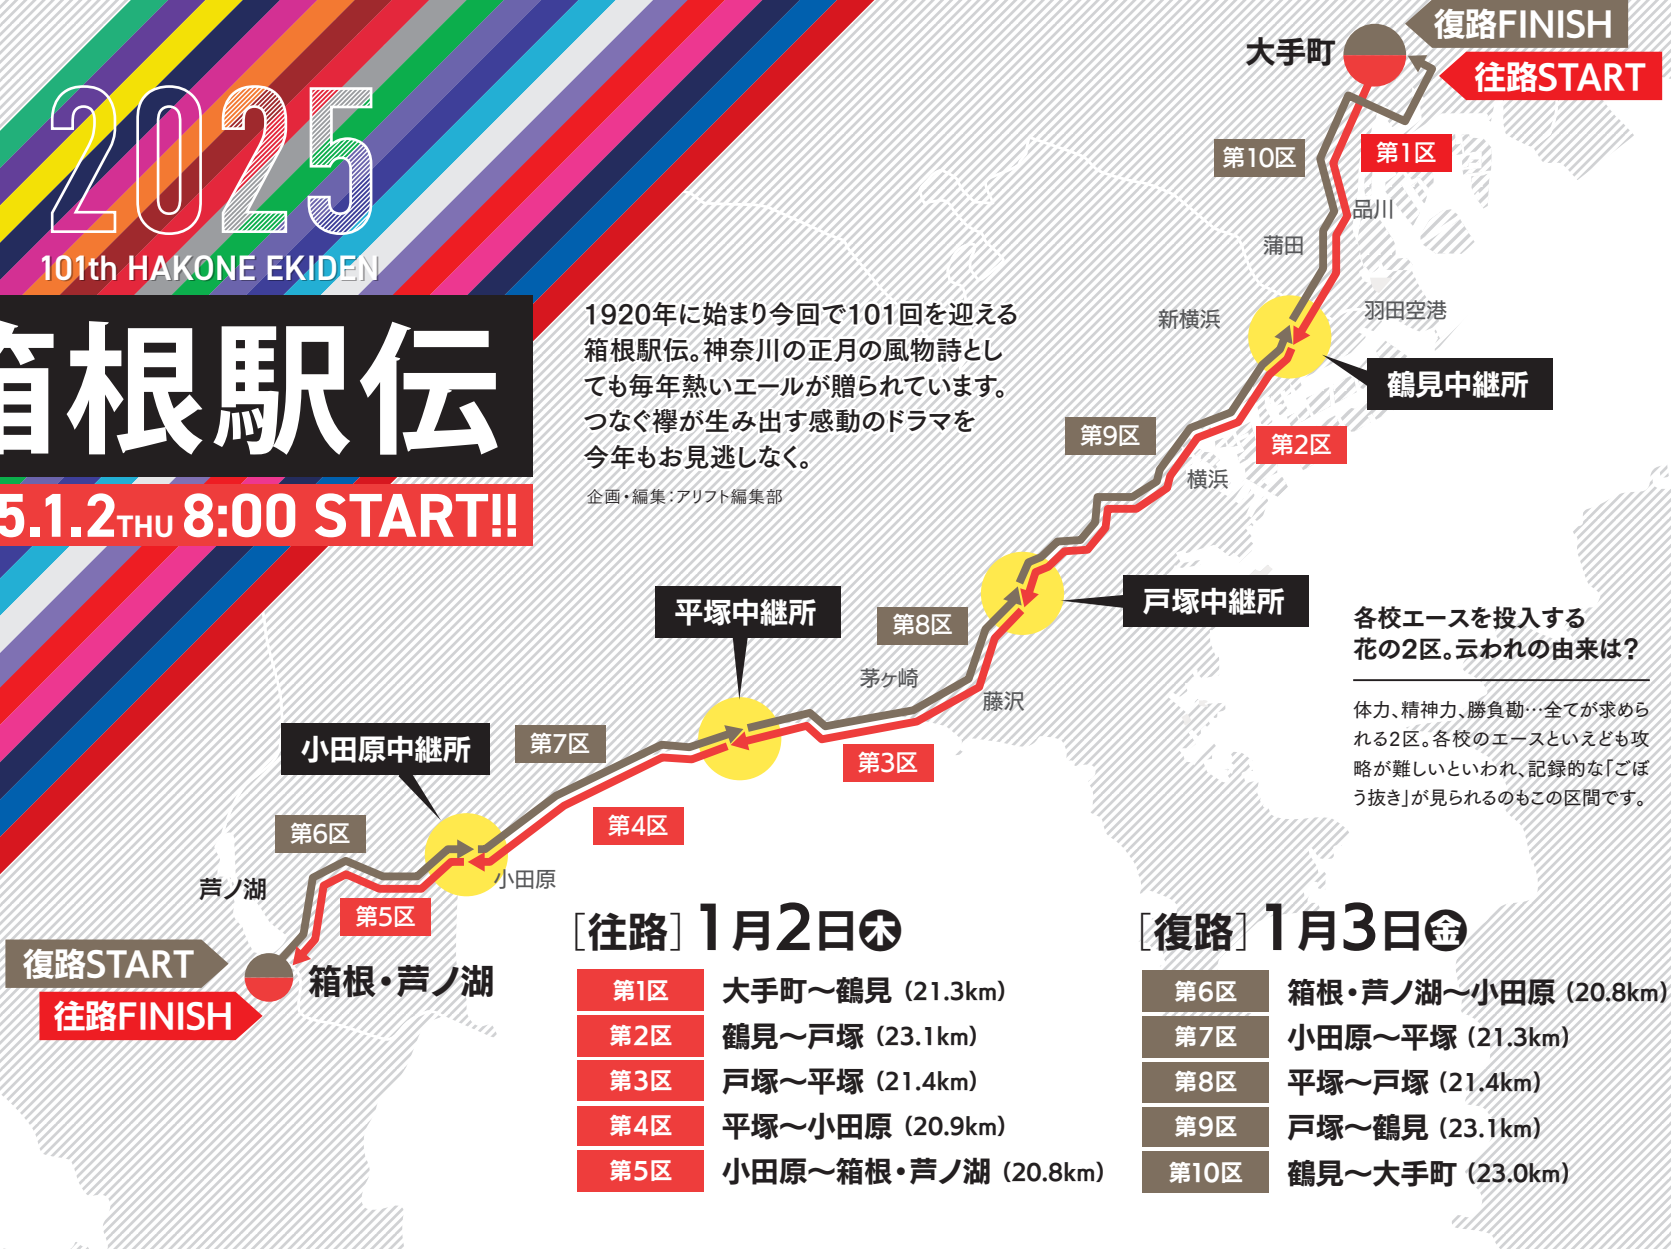 2025
101th HAKONE EKIDEN
箱根駅伝
5.1.2THU 8:00 START!!
1920年に始まり今回で101回を迎える
箱根駅伝。神奈川の正月の風物詩とし
ても毎年熱いエールが贈られています。
つなぐ襷が生み出す感動のドラマを
今年もお見逃しなく。
企画・編集：アリフト編集部
大手町
復路FINISH
往路START
第10区
第1区
品川
蒲田
羽田空港
新横浜
鶴見中継所
第9区
第2区
横浜
戸塚中継所
平塚中継所
第8区
茅ヶ崎
藤沢
第3区
小田原中継所
第7区
第4区
第6区
小田原
芦ノ湖
第5区
復路START
往路FINISH
箱根・芦ノ湖
各校エースを投入する
花の2区。云われの由来は？
体力、精神力、勝負勘…全てが求めら
れる2区。各校のエースといえども攻
略が難しいといわれ、記録的な「ごぼ
う抜き」が見られるのもこの区間です。
［往路］1月2日㊍
第1区 大手町〜鶴見（21.3km）
第2区 鶴見〜戸塚（23.1km）
第3区 戸塚〜平塚（21.4km）
第4区 平塚〜小田原（20.9km）
第5区 小田原〜箱根・芦ノ湖（20.8km）
［復路］1月3日㊎
第6区 箱根・芦ノ湖〜小田原（20.8km）
第7区 小田原〜平塚（21.3km）
第8区 平塚〜戸塚（21.4km）
第9区 戸塚〜鶴見（23.1km）
第10区 鶴見〜大手町（23.0km）